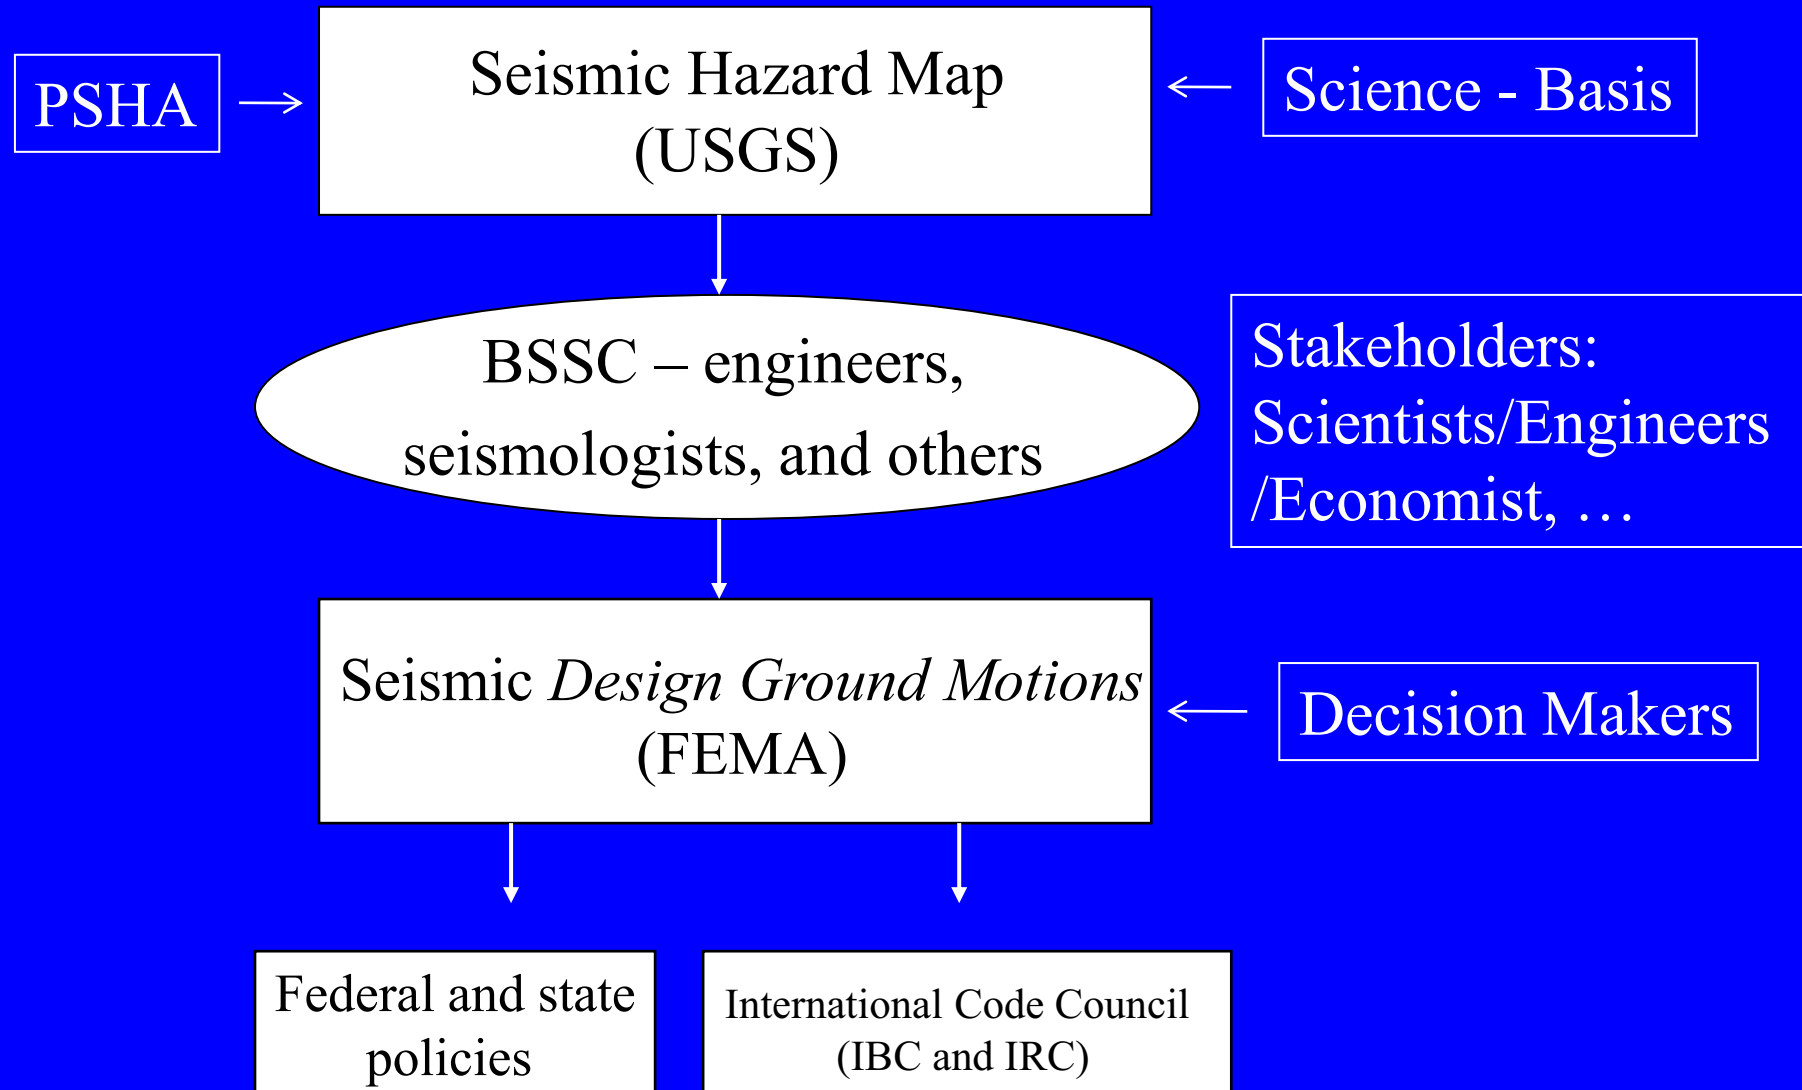 PSHA
Seismic Hazard Map
(USGS)
Science - Basis
BSSC – engineers,
seismologists, and others
Stakeholders:
Scientists/Engineers
/Economist, …
Seismic Design Ground Motions
(FEMA)
Decision Makers
Federal and state
policies
International Code Council
(IBC and IRC)